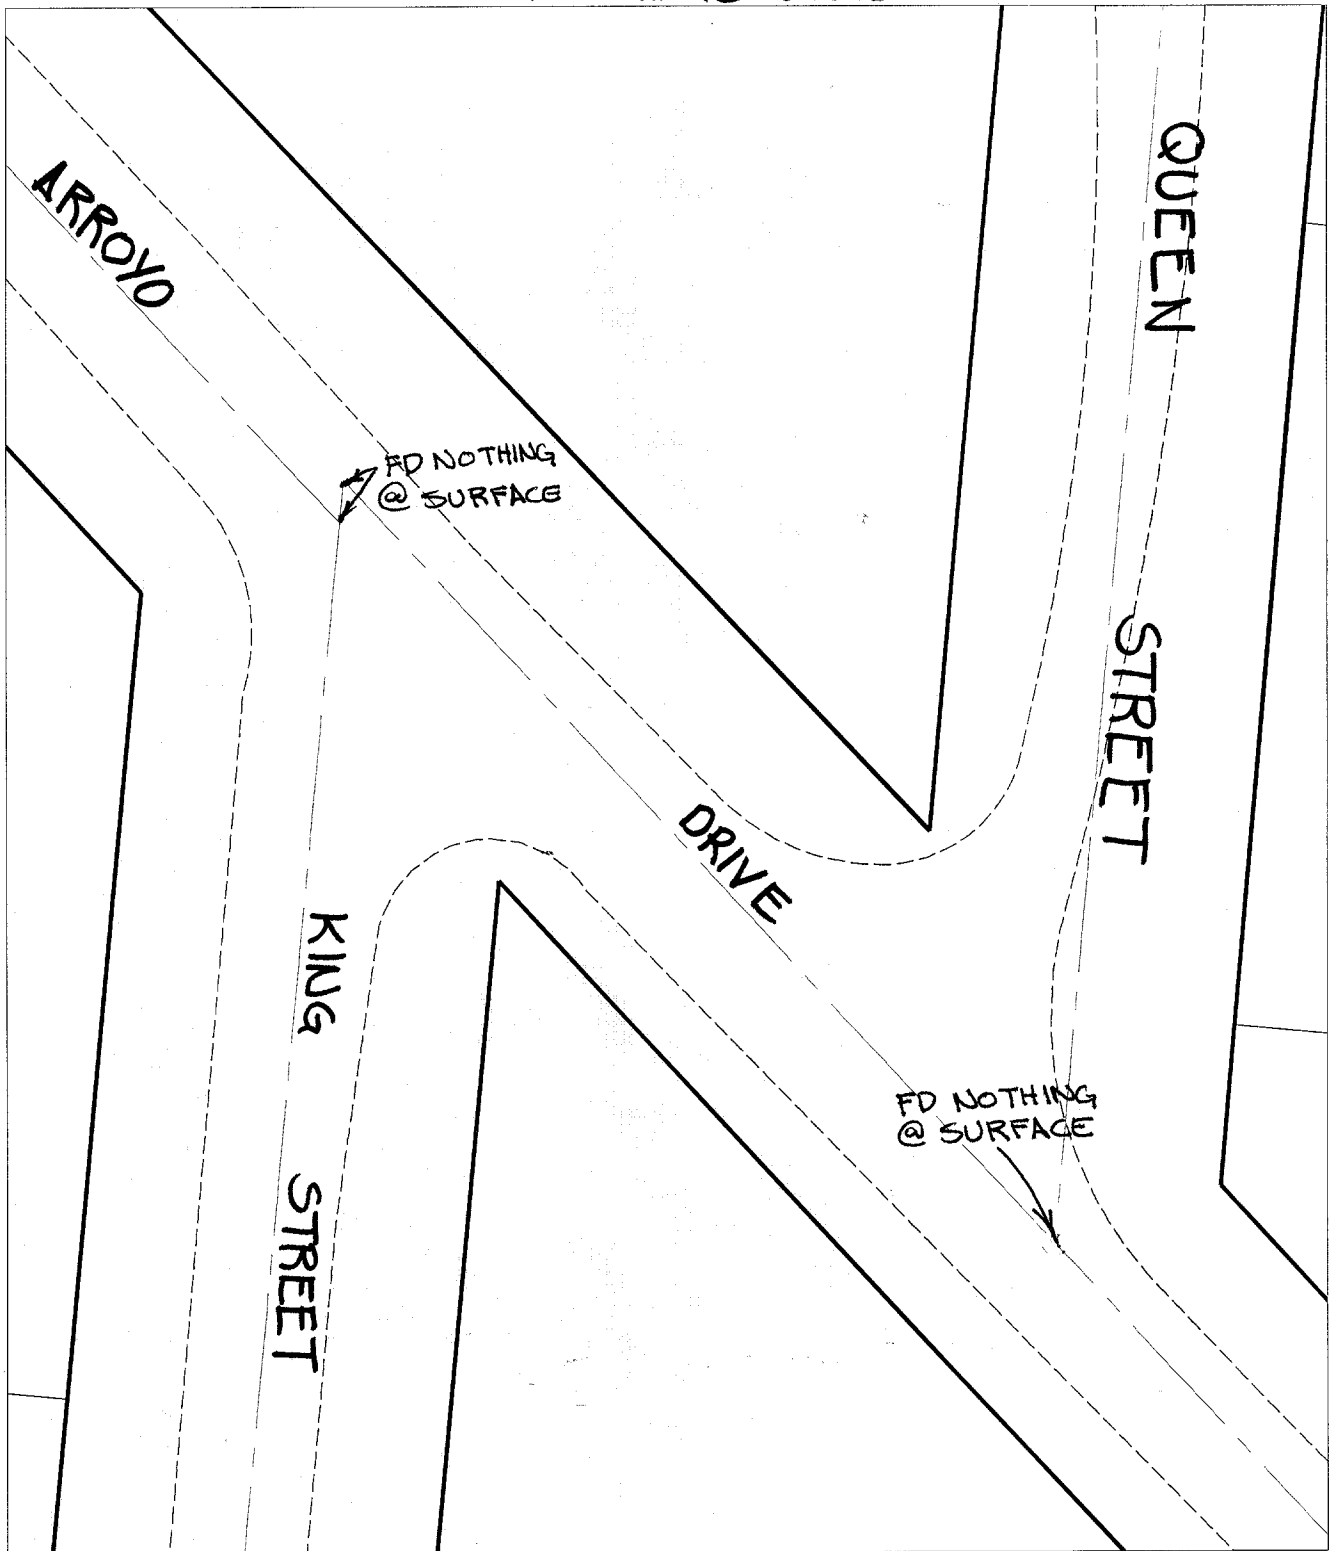 ARROYO
DRIVE
QUEEN
STREET
KING
STREET
FD NOTHING
@ SURFACE
FD NOTHING
@ SURFACE